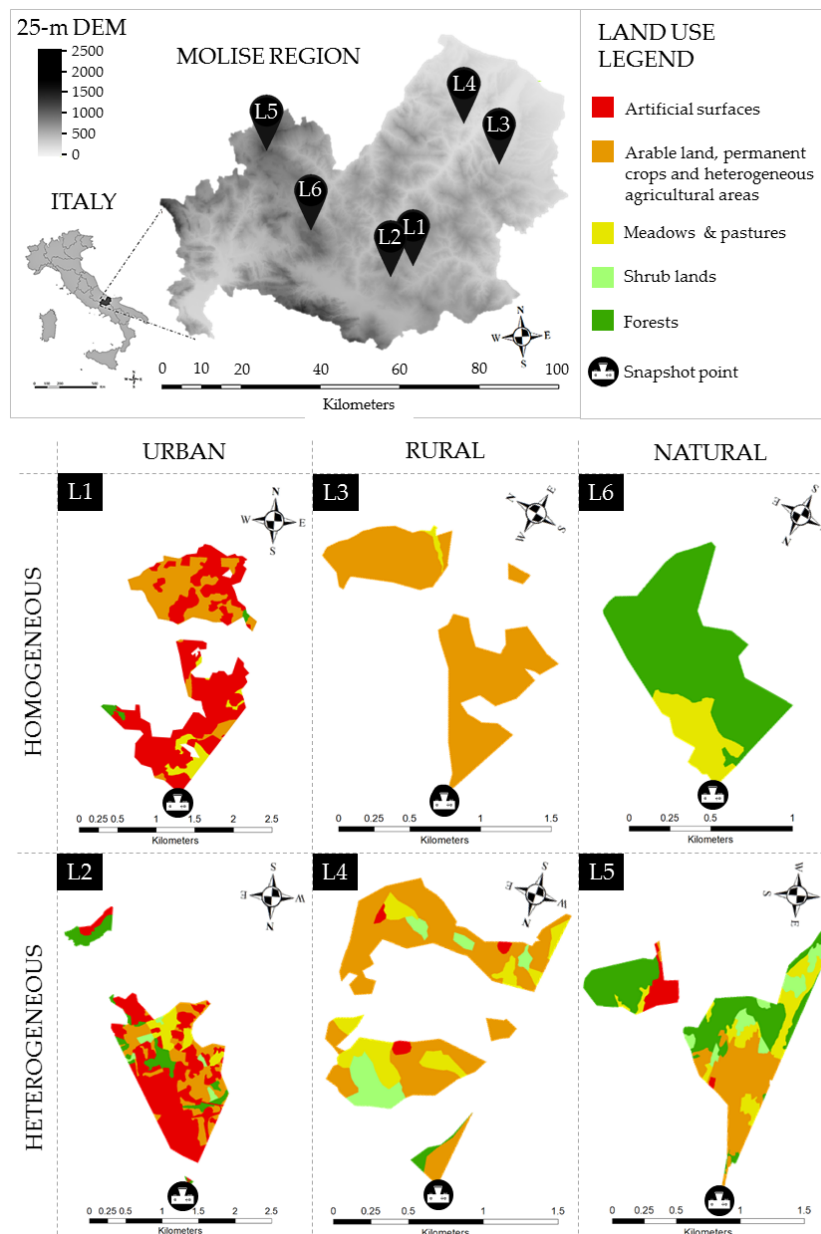 25-m DEM
2500
2000
1500
1000
500
0
MOLISE REGION
L5
L4
L3
L6
L2
L1
ITALY
N
W
E
S
0 10 20 40 60 80 100
Kilometers
LAND USE
LEGEND
Artificial surfaces
Arable land, permanent
crops and heterogeneous
agricultural areas
Meadows & pastures
Shrub lands
Forests
Snapshot point
URBAN
RURAL
NATURAL
HOMOGENEOUS
L1
N
W
E
S
0 0.25 0.5 1 1.5 2 2.5
Kilometers
L3
N
E
W
S
0 0.25 0.5 1 1.5
Kilometers
L6
S
E
N
0 0.25 0.5 1
Kilometers
HETEROGENEOUS
L2
S
E
W
N
0 0.25 0.5 1 1.5 2 2.5
Kilometers
L4
S
E
W
N
0 0.25 0.5 1 1.5
Kilometers
L5
W
S
N
E
0 0.25 0.5 1 1.5
Kilometers